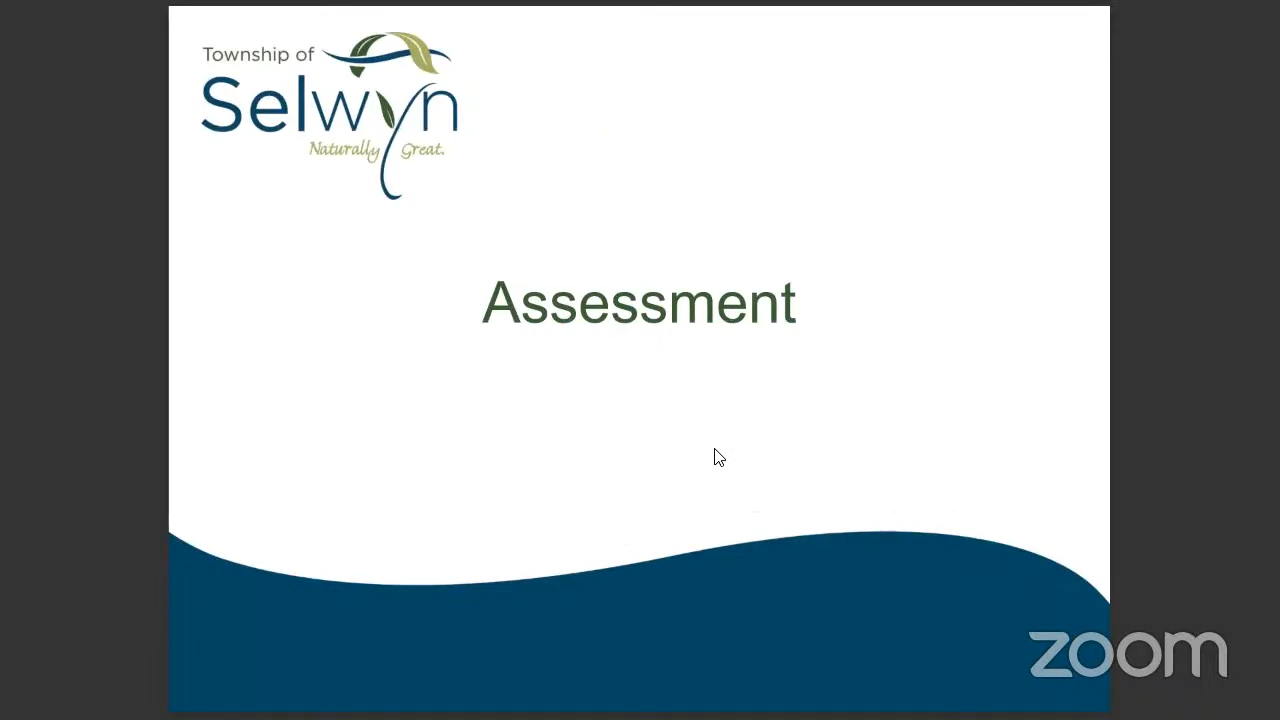 Township of
Selwyn
Naturally Great.
Assessment
zoom